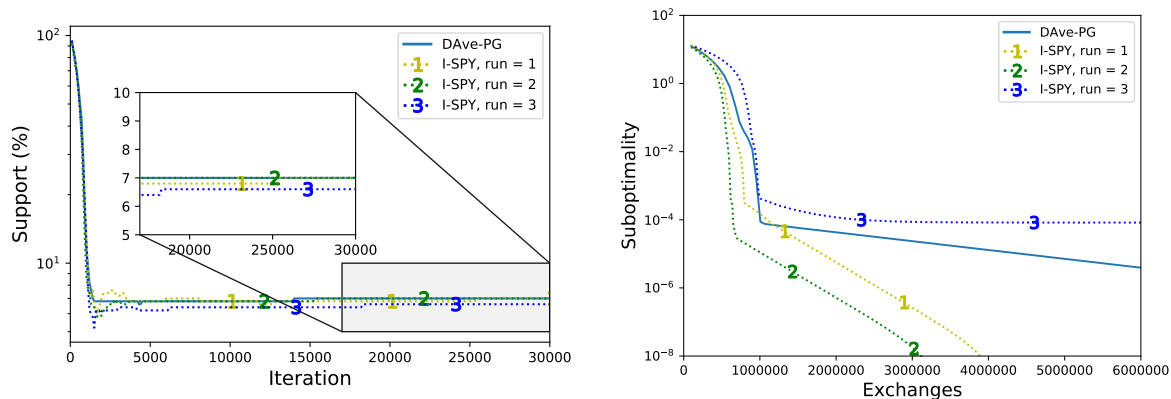 10²
10¹
Support (%)
DAve-PG
1 I-SPY, run = 1
2 I-SPY, run = 2
3 I-SPY, run = 3
10
9
8
7
6
5
2
1
3
20000 25000 30000
1 2 3 1 2 3
0 5000 10000 15000 20000 25000 30000
Iteration
10²
10⁰
10⁻²
10⁻⁴
10⁻⁶
10⁻⁸
Suboptimality
DAve-PG
1 I-SPY, run = 1
2 I-SPY, run = 2
3 I-SPY, run = 3
3 3
1
2
1
2
0 1000000 2000000 3000000 4000000 5000000 6000000
Exchanges